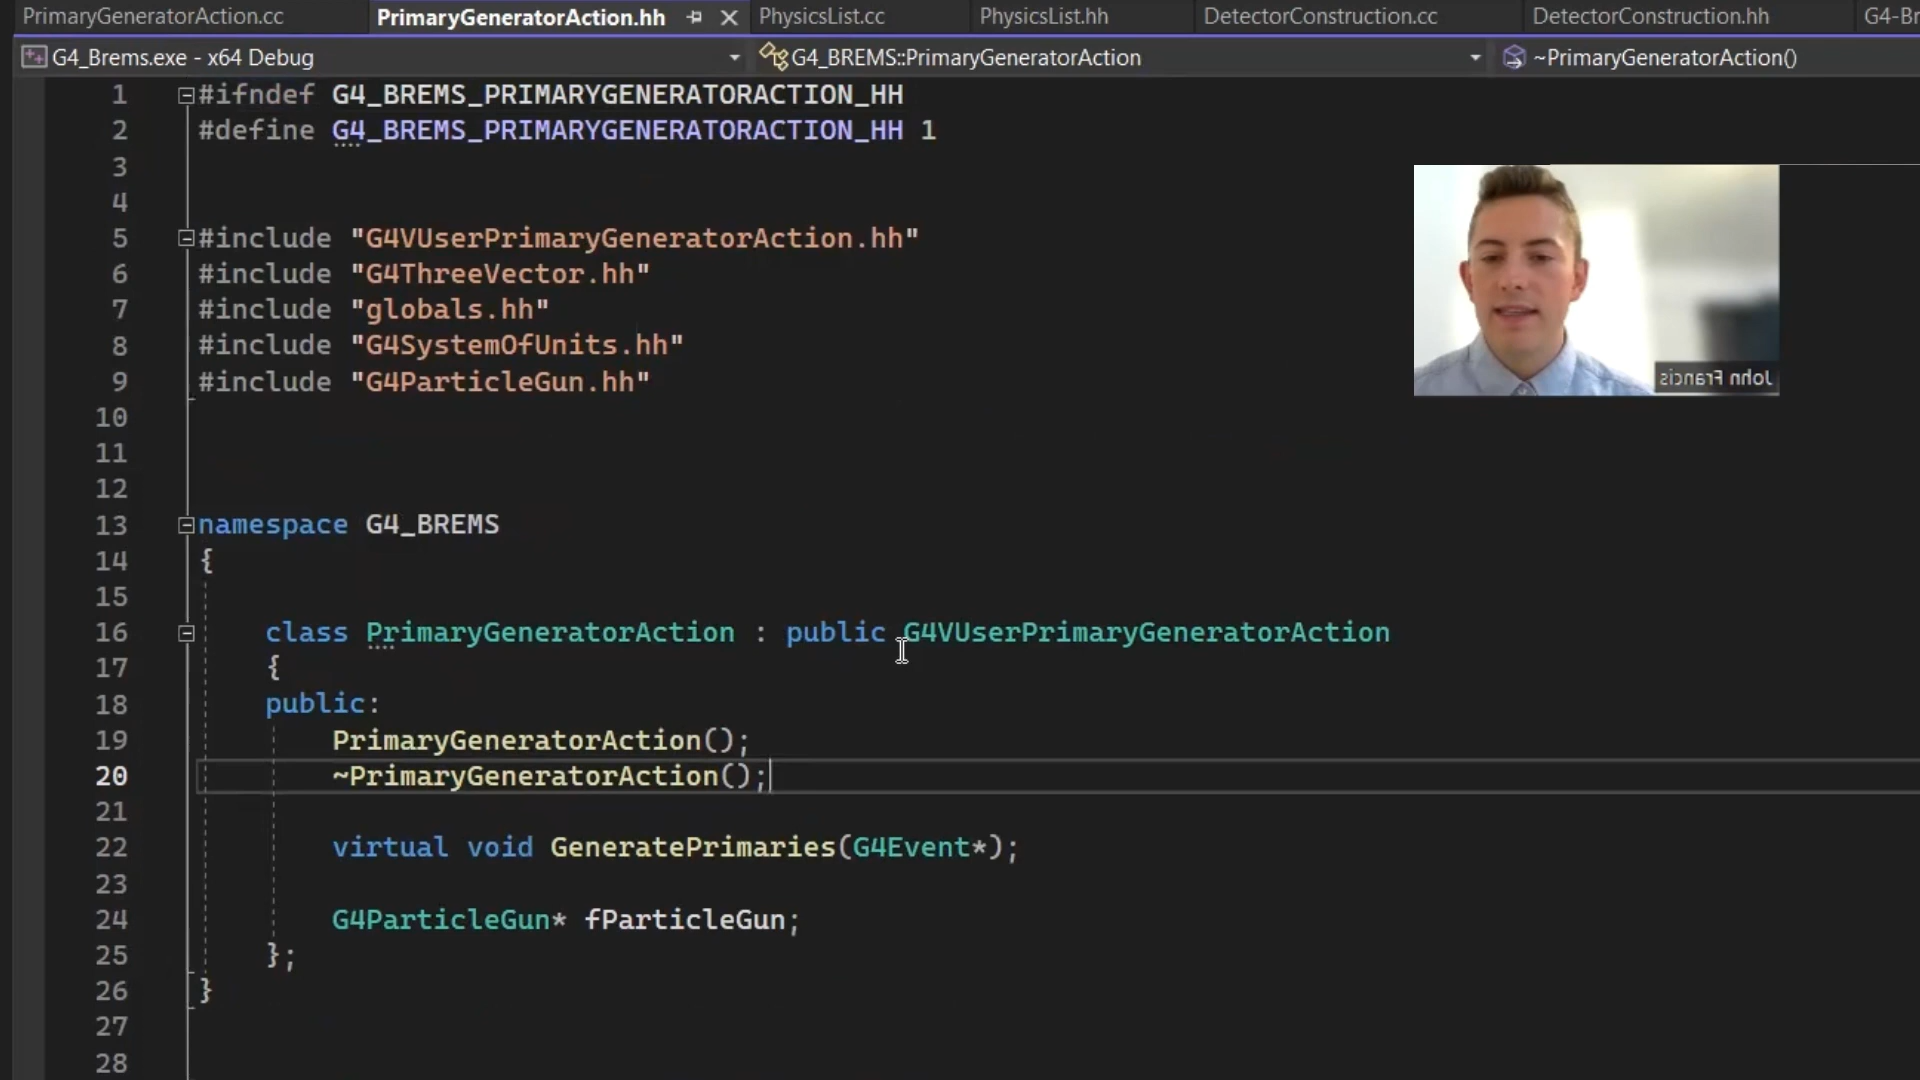 PrimaryGeneratorAction.cc PrimaryGeneratorAction.hh PhysicsList.cc PhysicsList.hh DetectorConstruction.cc DetectorConstruction.hh G4-Br
G4_Brems.exe - x64 Debug G4_BREMS::PrimaryGeneratorAction ~PrimaryGeneratorAction()
1 #ifndef G4_BREMS_PRIMARYGENERATORACTION_HH
2 #define G4_BREMS_PRIMARYGENERATORACTION_HH 1
3
4
5 #include "G4VUserPrimaryGeneratorAction.hh"
6 #include "G4ThreeVector.hh"
7 #include "globals.hh"
8 #include "G4SystemOfUnits.hh"
9 #include "G4ParticleGun.hh"
John Francis
10
11
12
13 namespace G4_BREMS
14 {
15
16 class PrimaryGeneratorAction : public G4VUserPrimaryGeneratorAction
17 {
18 public:
19 PrimaryGeneratorAction();
20 ~PrimaryGeneratorAction();
21
22 virtual void GeneratePrimaries(G4Event*);
23
24 G4ParticleGun* fParticleGun;
25 };
26 }
27
28